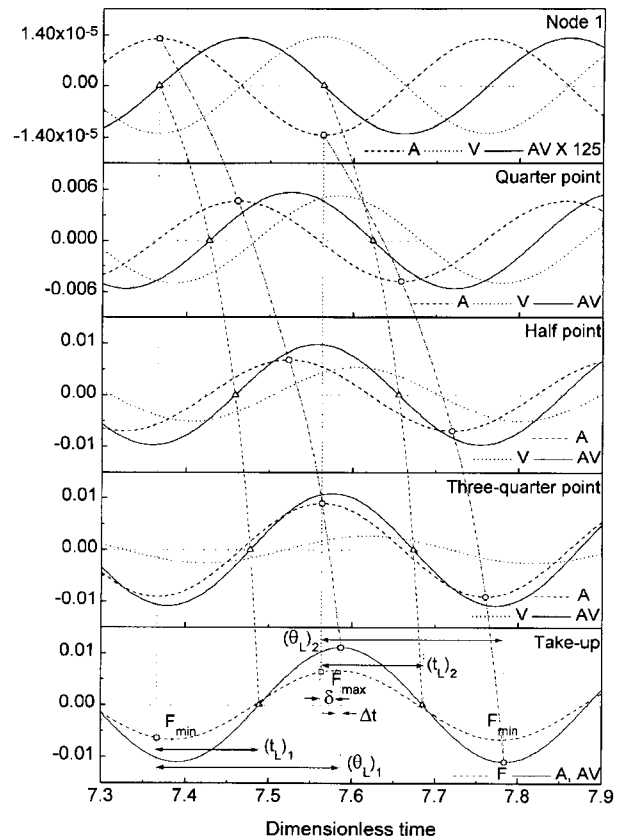 Node 1
1.40x10-5
0.00
-1.40x10-5
A V AV X 125
Quarter point
0.006
0.000
-0.006
A V AV
Half point
0.01
0.00
-0.01
A
V AV
Three-quarter point
0.01
0.00
-0.01
A
V AV
Take-up
0.01
0.00
-0.01
(θL)2
(tL)2
Fmax
δ
Δt
Fmin
Fmin
(tL)1
(θL)1
F A, AV
7.3 7.4 7.5 7.6 7.7 7.8 7.9
Dimensionless time